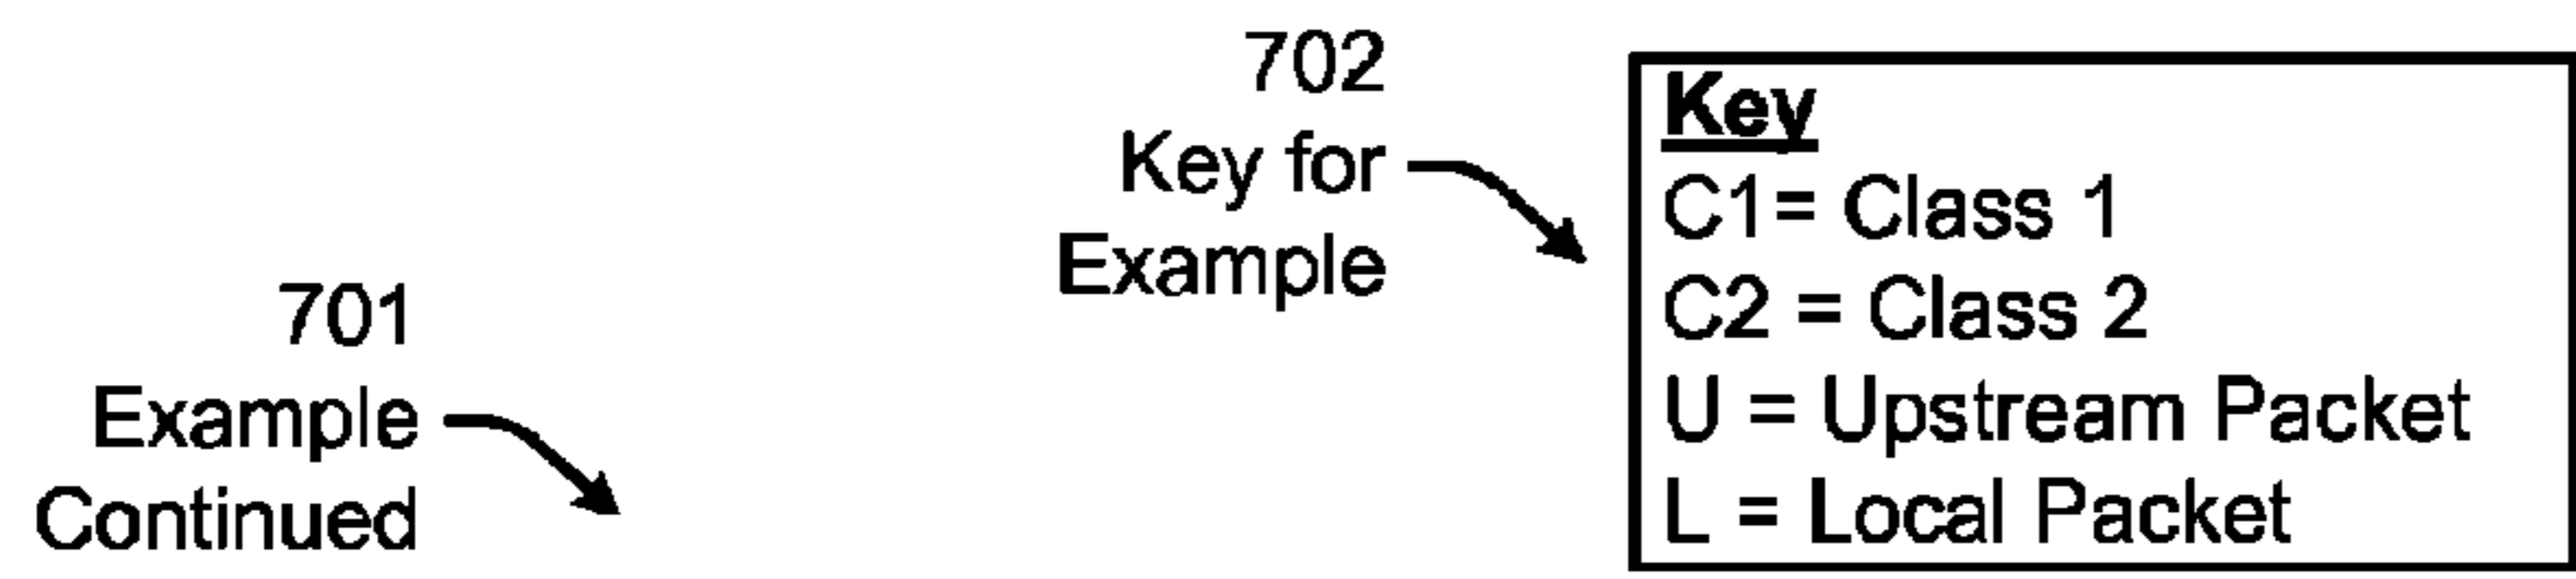 702
Key for
Example
701
Example
Continued
Key
C1= Class 1
C2 = Class 2
U = Upstream Packet
L = Local Packet